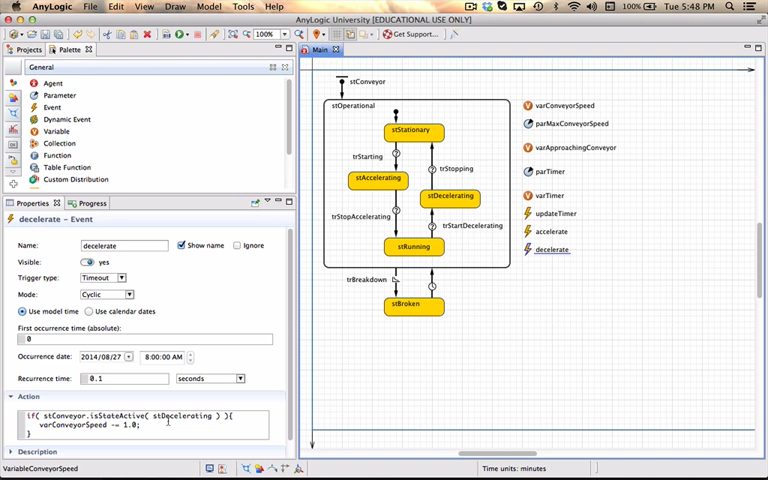 AnyLogic File Edit View Draw Model Tools Help 100% Tue 5:48 PM
AnyLogic University [EDUCATIONAL USE ONLY]
100% Get Support...
Projects Palette Main
General
Agent
Parameter
Event
Dynamic Event
Variable
Collection
Function
Table Function
Custom Distribution
Properties Progress
decelerate – Event
Name: decelerate Show name Ignore
Visible: yes
Trigger type: Timeout
Mode: Cyclic
Use model time Use calendar dates
First occurrence time (absolute):
0
Occurrence date: 2014/08/27 8:00:00 AM
Recurrence time: 0.1 seconds
Action
if( stConveyor.isStateActive( stDecelerating ) ){
varConveyorSpeed -= 1.0;
}
Description
stConveyor
stOperational
stStationary
trStarting
trStopping
stAccelerating
stDecelerating
trStopAccelerating
trStartDecelerating
stRunning
trBreakdown
stBroken
varConveyorSpeed
parMaxConveyorSpeed
varApproachingConveyor
parTimer
varTimer
updateTimer
accelerate
decelerate
VariableConveyorSpeed
Time units: minutes